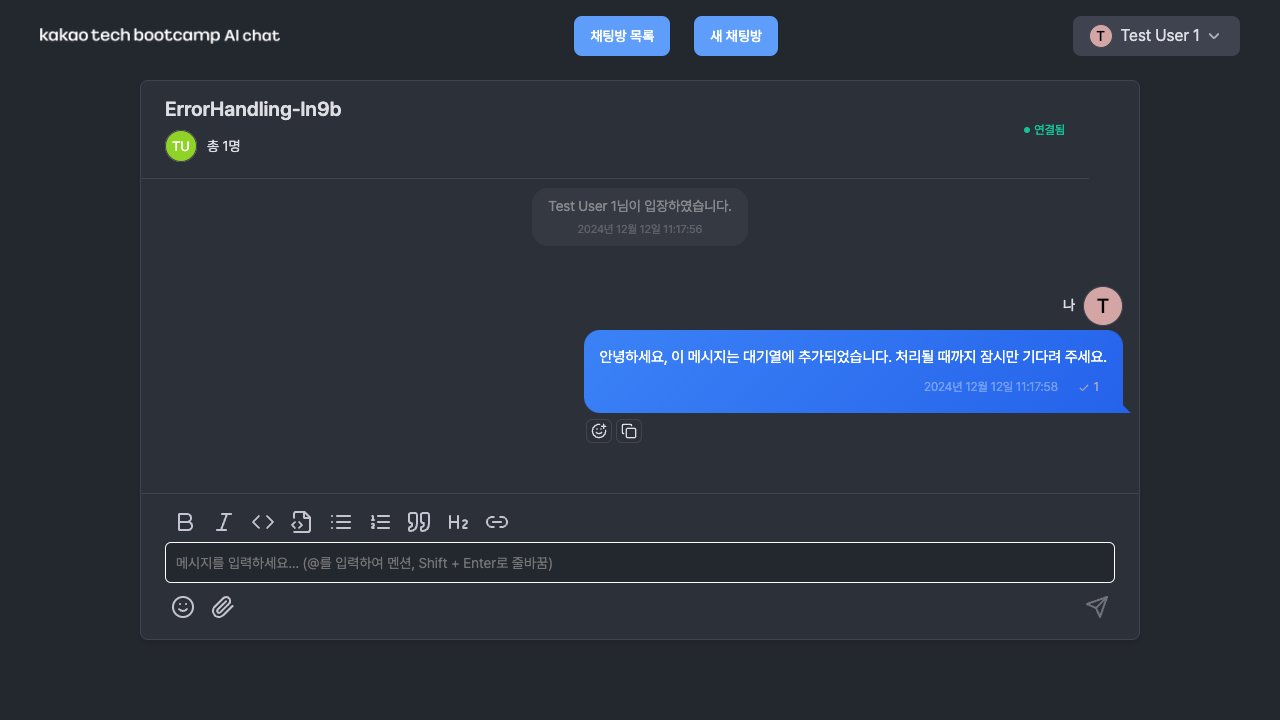 kakao tech bootcamp AI chat
채팅방 목록
새 채팅방
T
Test User 1
ErrorHandling-ln9b
TU
총 1명
연결됨
Test User 1님이 입장하였습니다.
2024년 12월 12일 11:17:56
나
T
안녕하세요, 이 메시지는 대기열에 추가되었습니다. 처리될 때까지 잠시만 기다려 주세요.
2024년 12월 12일 11:17:58
1
메시지를 입력하세요... (@를 입력하여 멘션, Shift + Enter로 줄바꿈)